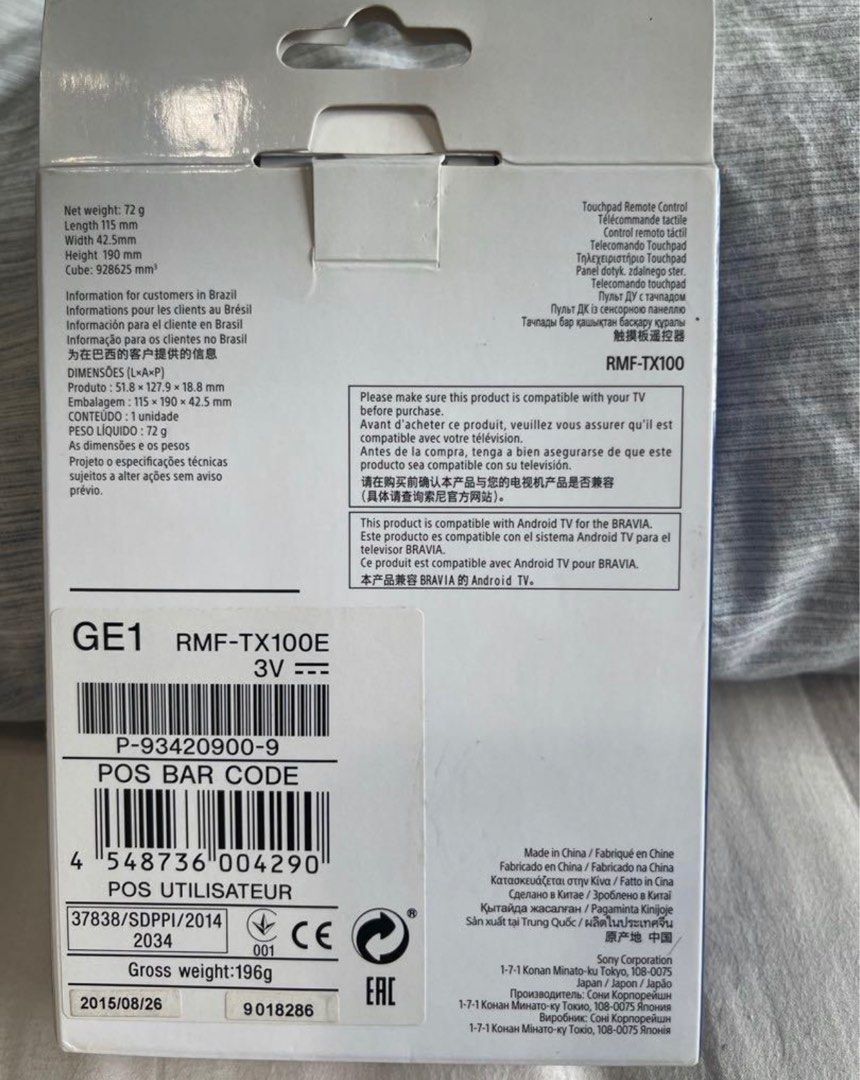 Net weight: 72 g
Length 115 mm
Width 42.5mm
Height 190 mm
Cube: 928625 mm³
Information for customers in Brazil
Informations pour les clients au Brésil
Información para el cliente en Brasil
Informação para os clientes no Brasil
为在巴西的客户提供的信息
DIMENSÕES (L×A×P)
Produto : 51.8 × 127.9 × 18.8 mm
Embalagem : 115 × 190 × 42.5 mm
CONTEÚDO : 1 unidade
PESO LÍQUIDO : 72 g
As dimensões e os pesos
Projeto o especificações técnicas
sujeitos a alter ações sem aviso
prévio.
Touchpad Remote Control
Télécommande tactile
Control remoto táctil
Telecomando Touchpad
Τηλεχειριστήριο Touchpad
Panel dotyk. zdalnego ster.
Telecomando touchpad
Пульт ДУ с тачпадом
Пульт ДК із сенсорною панеллю
Тачпады бар қашықтан басқару құралы
触摸板遥控器
RMF-TX100
Please make sure this product is compatible with your TV
before purchase.
Avant d'acheter ce produit, veuillez vous assurer qu'il est
compatible avec votre télévision.
Antes de la compra, tenga a bien asegurarse de que este
producto sea compatible con su televisión.
请在购买前确认本产品与您的电视机产品是否兼容
(具体请查询索尼官方网站)。
This product is compatible with Android TV for the BRAVIA.
Este producto es compatible con el sistema Android TV para el
televisor BRAVIA.
Ce produit est compatible avec Android TV pour BRAVIA.
本产品兼容 BRAVIA 的 Android TV。
GE1 RMF-TX100E
3V
P-93420900-9
POS BAR CODE
4 548736 004290
POS UTILISATEUR
37838/SDPPI/2014
2034
001
CE
EAC
Gross weight:196g
2015/08/26
9018286
®
Made in China / Fabriqué en Chine
Fabricado en China / Fabricado na China
Κατασκευάζεται στην Κίνα / Fatto in Cina
Сделано в Китае / Зроблено в Китаї
Қытайда жасалған / Pagaminta Kinijoje
Sản xuất tại Trung Quốc / ผลิตในประเทศจีน
原产地 中国
Sony Corporation
1-7-1 Konan Minato-ku Tokyo, 108-0075
Japan / Japon / Japão
Производитель: Сони Корпорейшн
1-7-1 Конан Минато-ку Токио, 108-0075 Япония
Виробник: Соні Корпорейшн
1-7-1 Конан Мінато-ку Токіо, 108-0075 Японія